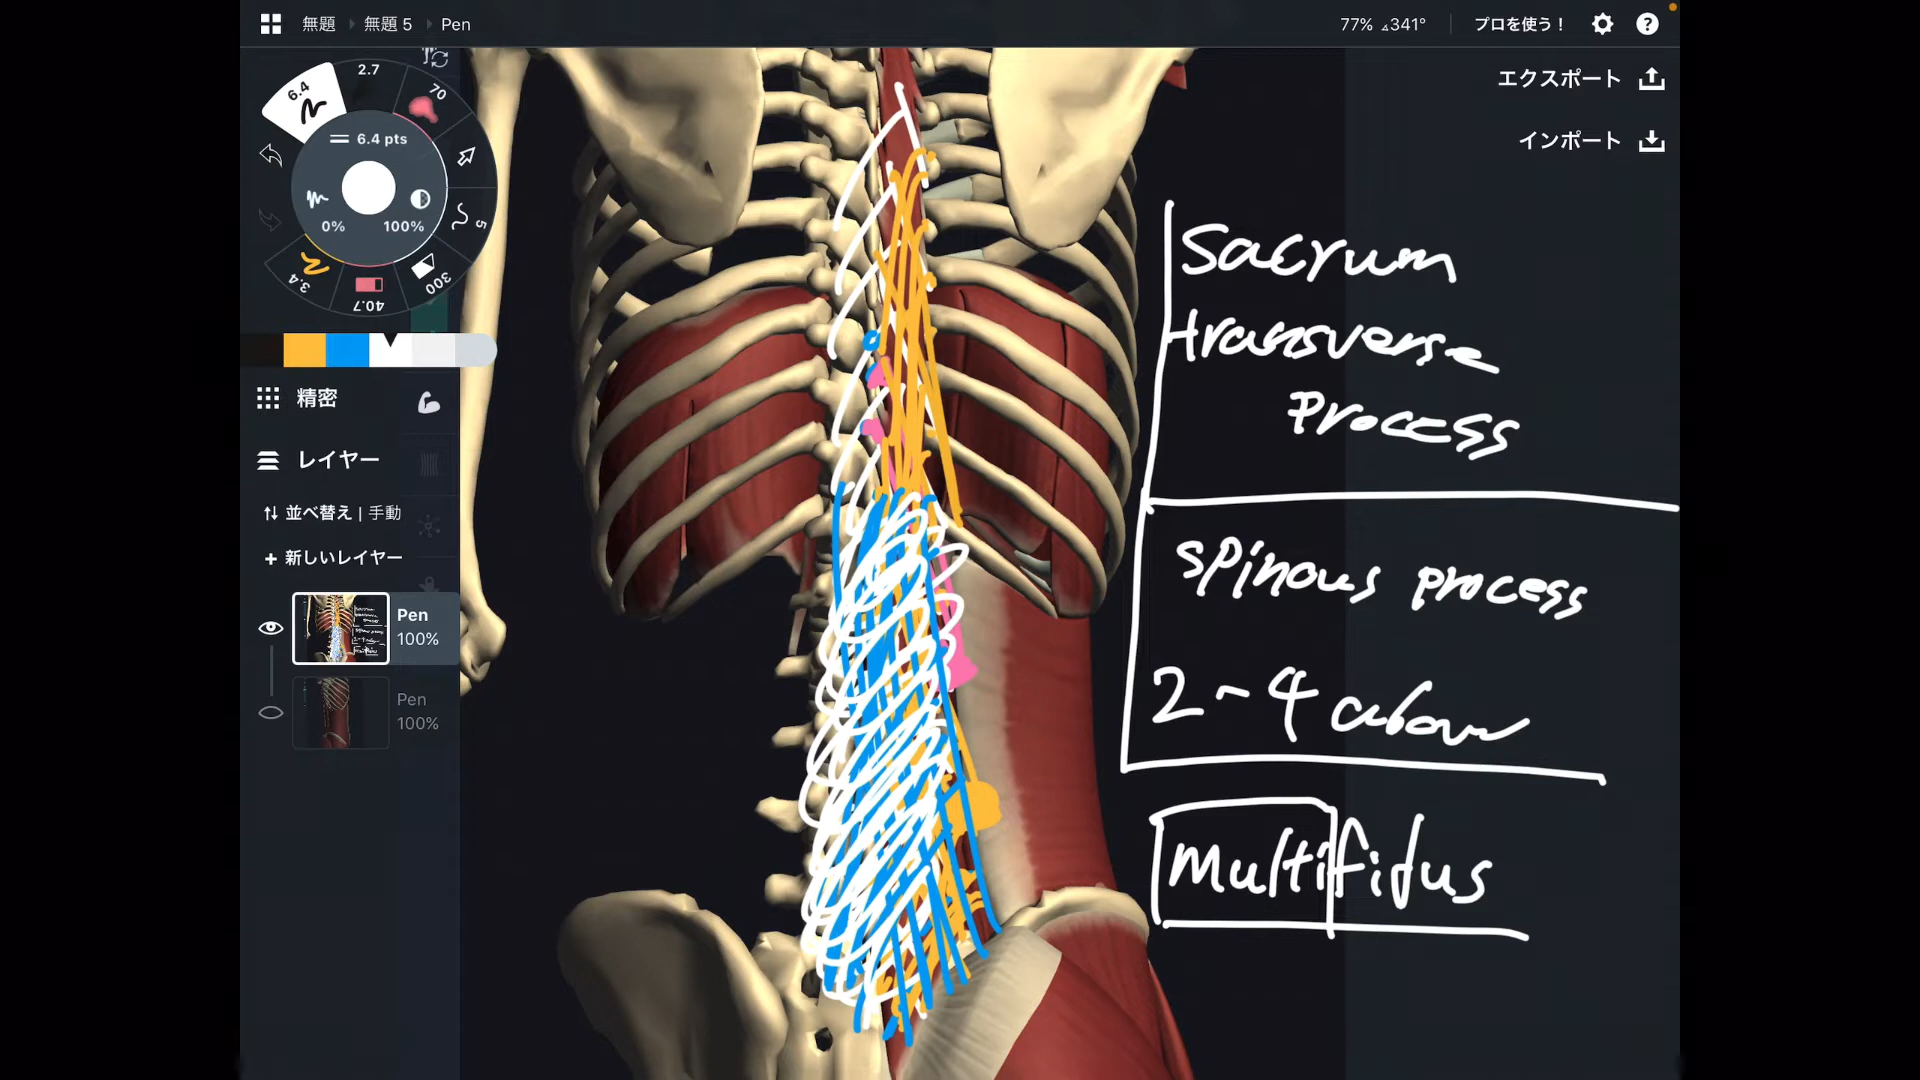 無題 無題 5 Pen
77% ⊿341° プロを使う！
エクスポート
インポート
2.7
70
6.4
6.4 pts
0% 100%
5
3.4
40.7
300
精密
レイヤー
並べ替え | 手動
+ 新しいレイヤー
Pen
100%
Pen
100%
Sacrum
transverse
process
spinous process
2~4 above
multifidus